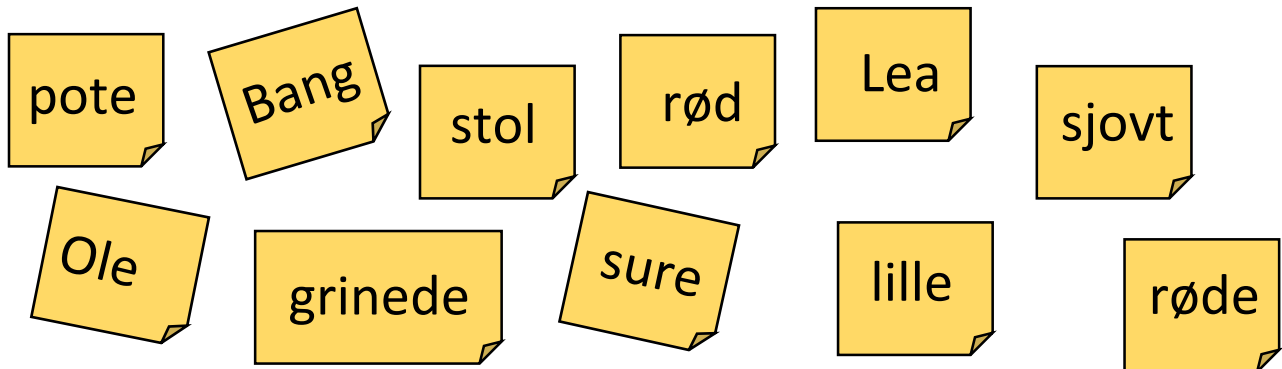 pote
Bang
stol
rød
Lea
sjovt
Ole
grinede
sure
lille
røde